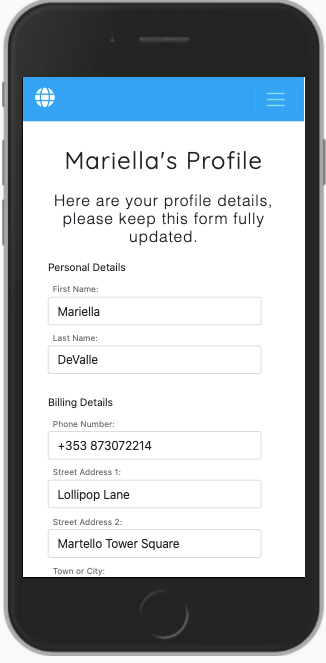 Mariella's Profile
Here are your profile details,
please keep this form fully
updated.
Personal Details
First Name:
Mariella
Last Name:
DeValle
Billing Details
Phone Number:
+353 873072214
Street Address 1:
Lollipop Lane
Street Address 2:
Martello Tower Square
Town or City: